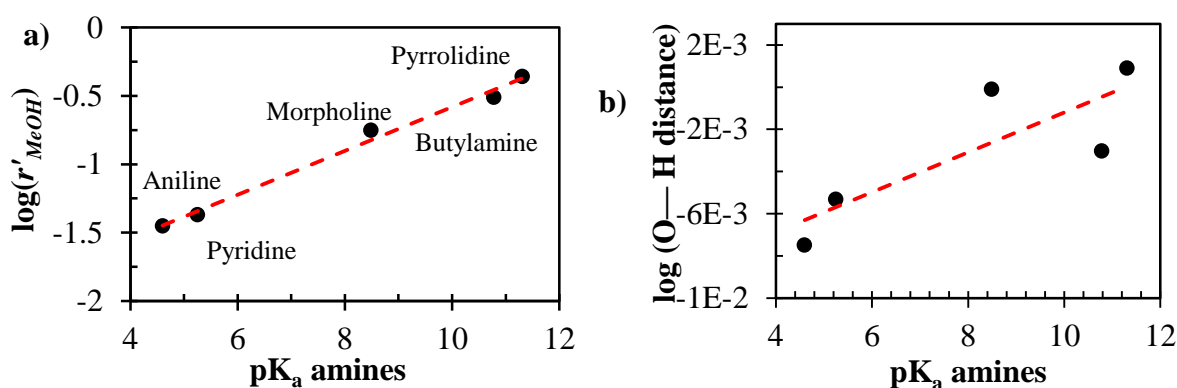 a)
0
-0.5
-1
-1.5
-2
log(r'MeOH)
Pyrrolidine
Morpholine
Butylamine
Aniline
Pyridine
4 6 8 10 12
pKa amines
b)
2E-3
-2E-3
-6E-3
-1E-2
log (O— H distance)
4 6 8 10 12
pKa amines